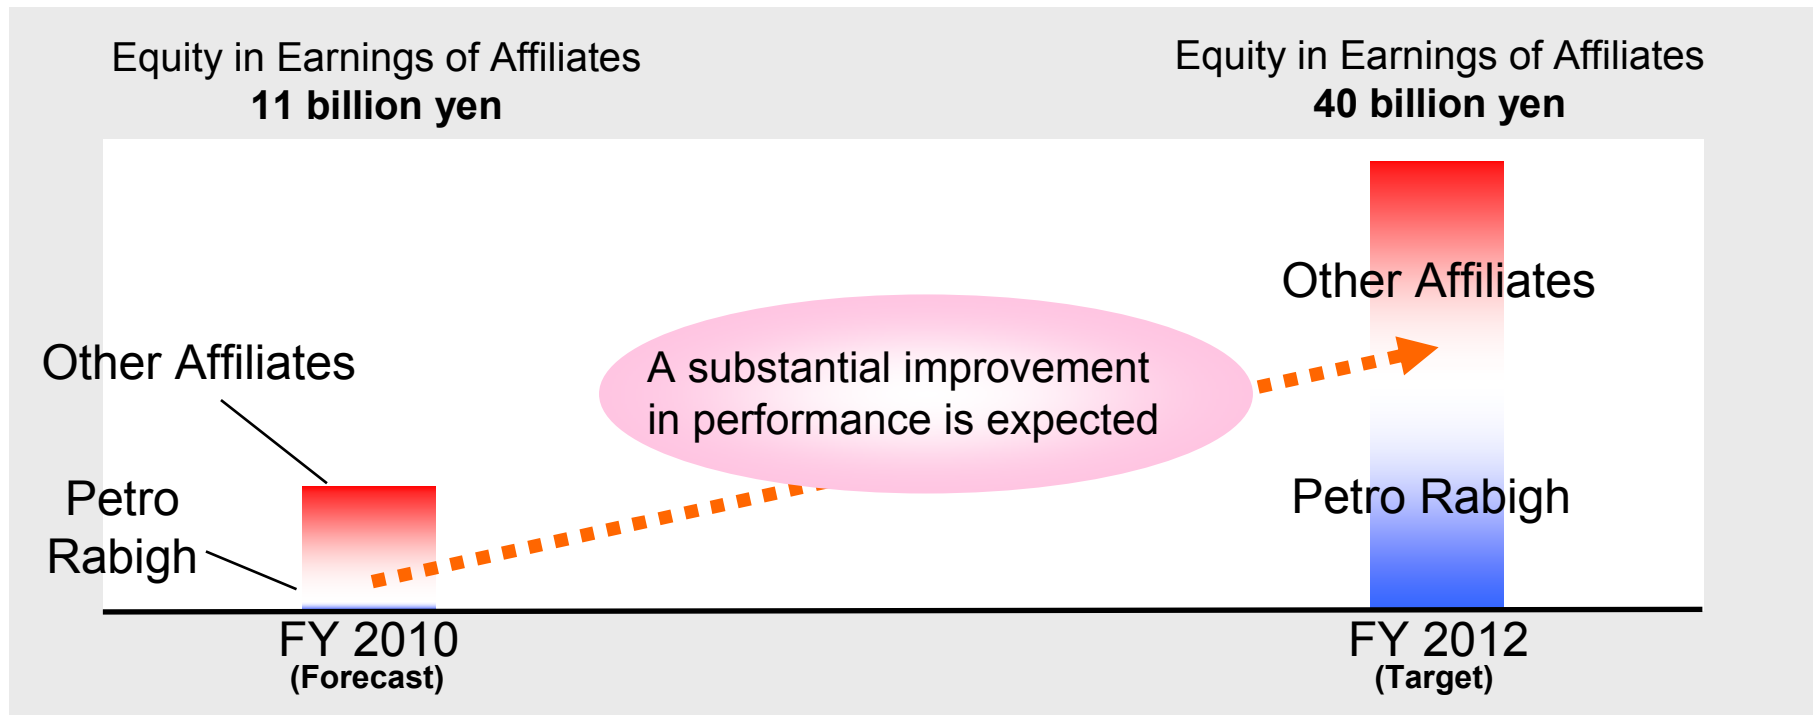 Equity in Earnings of Affiliates
11 billion yen
Equity in Earnings of Affiliates
40 billion yen
Other Affiliates
Petro
Rabigh
A substantial improvement
in performance is expected
Other Affiliates
Petro Rabigh
FY 2010
(Forecast)
FY 2012
(Target)